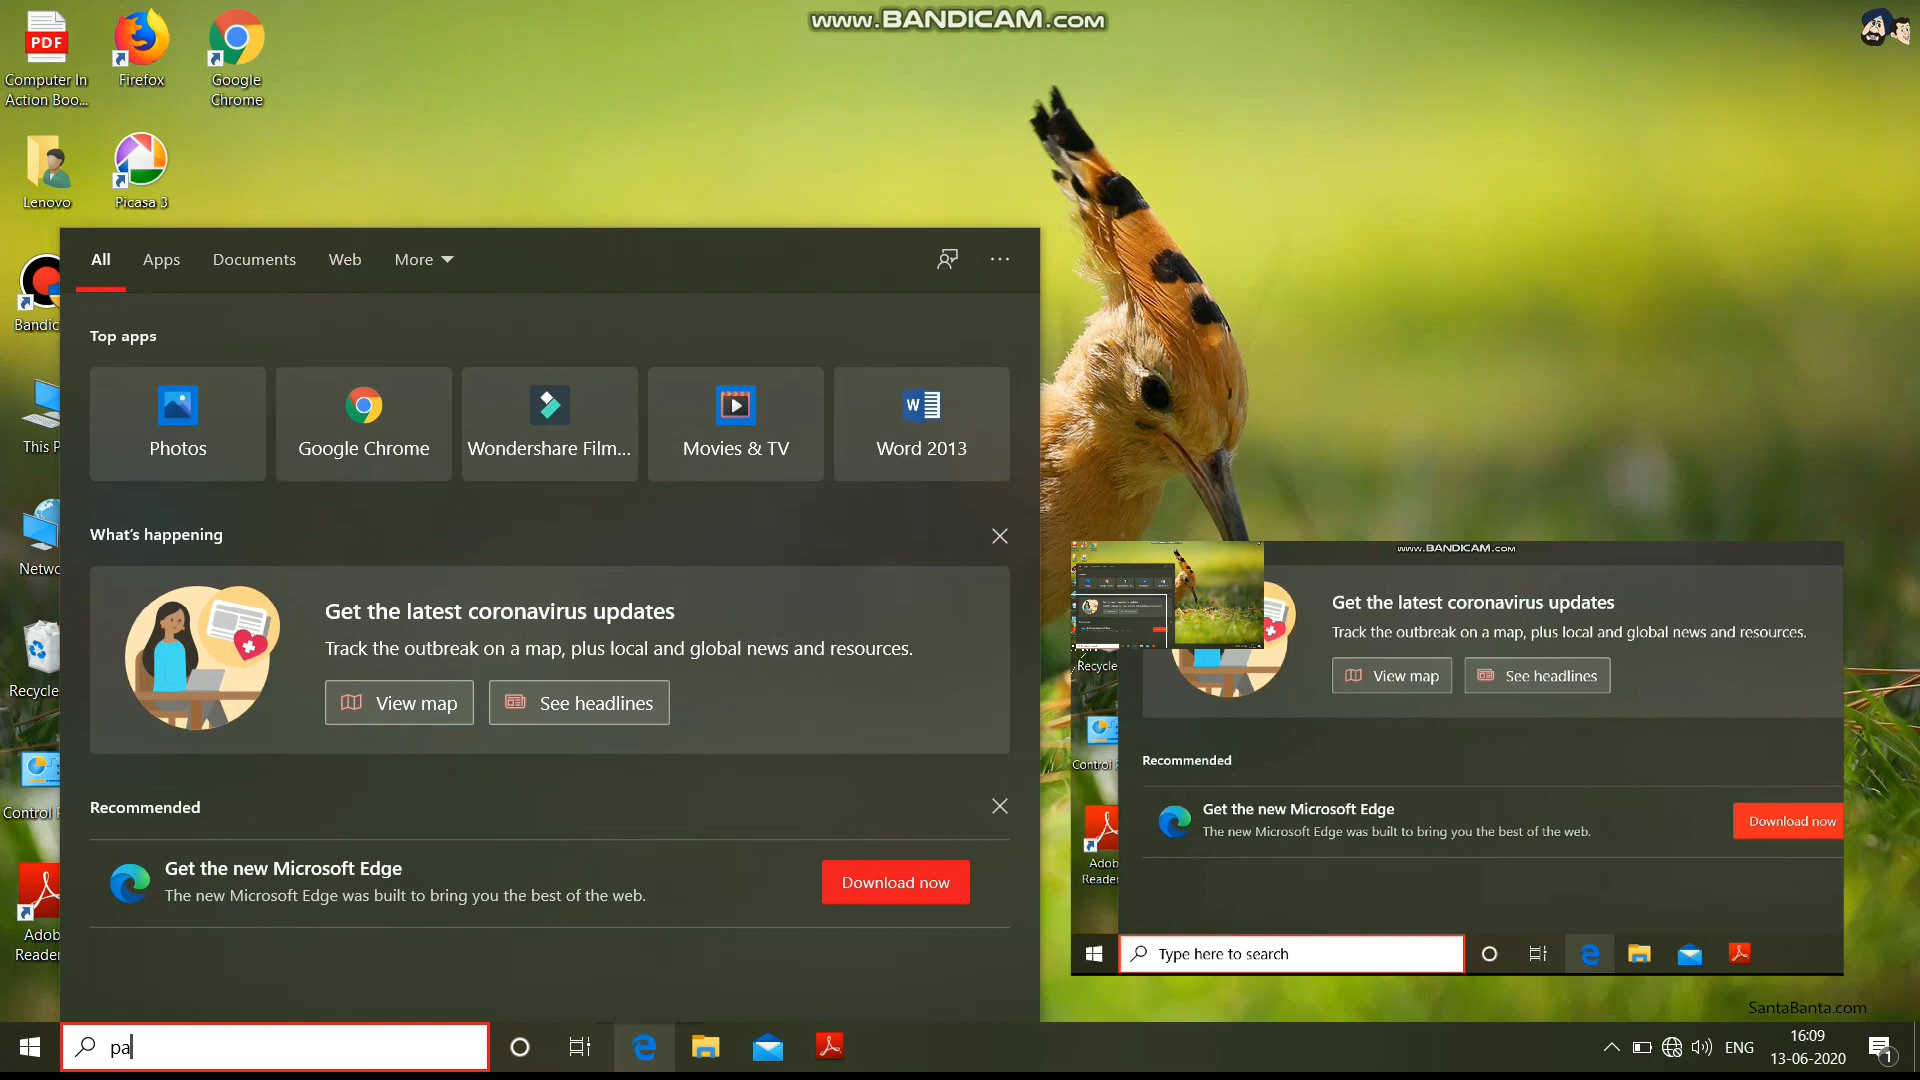 www.BANDICAM.com
PDF
Computer In
Action Boo...
Firefox
Google
Chrome
Lenovo
Picasa 3
Bandic
This P
Netwo
Recycle
Control P
Adob
Reader
All
Apps
Documents
Web
More
Top apps
Photos
Google Chrome
Wondershare Film...
Movies & TV
W
Word 2013
What's happening
Get the latest coronavirus updates
Track the outbreak on a map, plus local and global news and resources.
View map
See headlines
Recommended
Get the new Microsoft Edge
The new Microsoft Edge was built to bring you the best of the web.
Download now
www.BANDICAM.com
Get the latest coronavirus updates
Track the outbreak on a map, plus local and global news and resources.
View map
See headlines
Recycle
Control
Recommended
Get the new Microsoft Edge
The new Microsoft Edge was built to bring you the best of the web.
Download now
Adob
Reader
Type here to search
SantaBanta.com
pa
ENG
16:09
13-06-2020
1